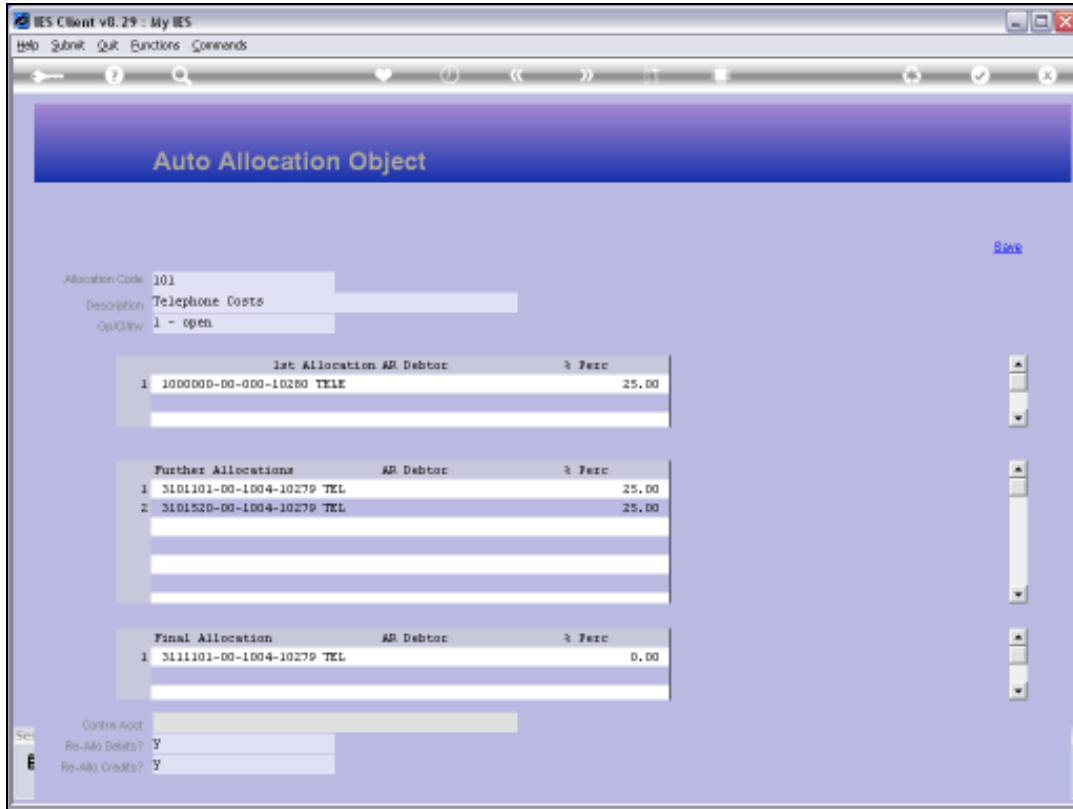 IES Client v8.29 : My IES
Help Submit Quit Functions Commands
Auto Allocation Object
Save
Allocation Code 101
Description Telephone Costs
Op/Cl/Inv 1 - open
1st Allocation AR Debtor % Perc
1 1000000-00-000-10280 TELE 25.00
Further Allocations AR Debtor % Perc
1 3101101-00-1004-10279 TEL 25.00
2 3101520-00-1004-10279 TEL 25.00
Final Allocation AR Debtor % Perc
1 3111101-00-1004-10279 TEL 0.00
Contra Acct
Re-Allo Debits? Y
Re-Allo Credits? Y